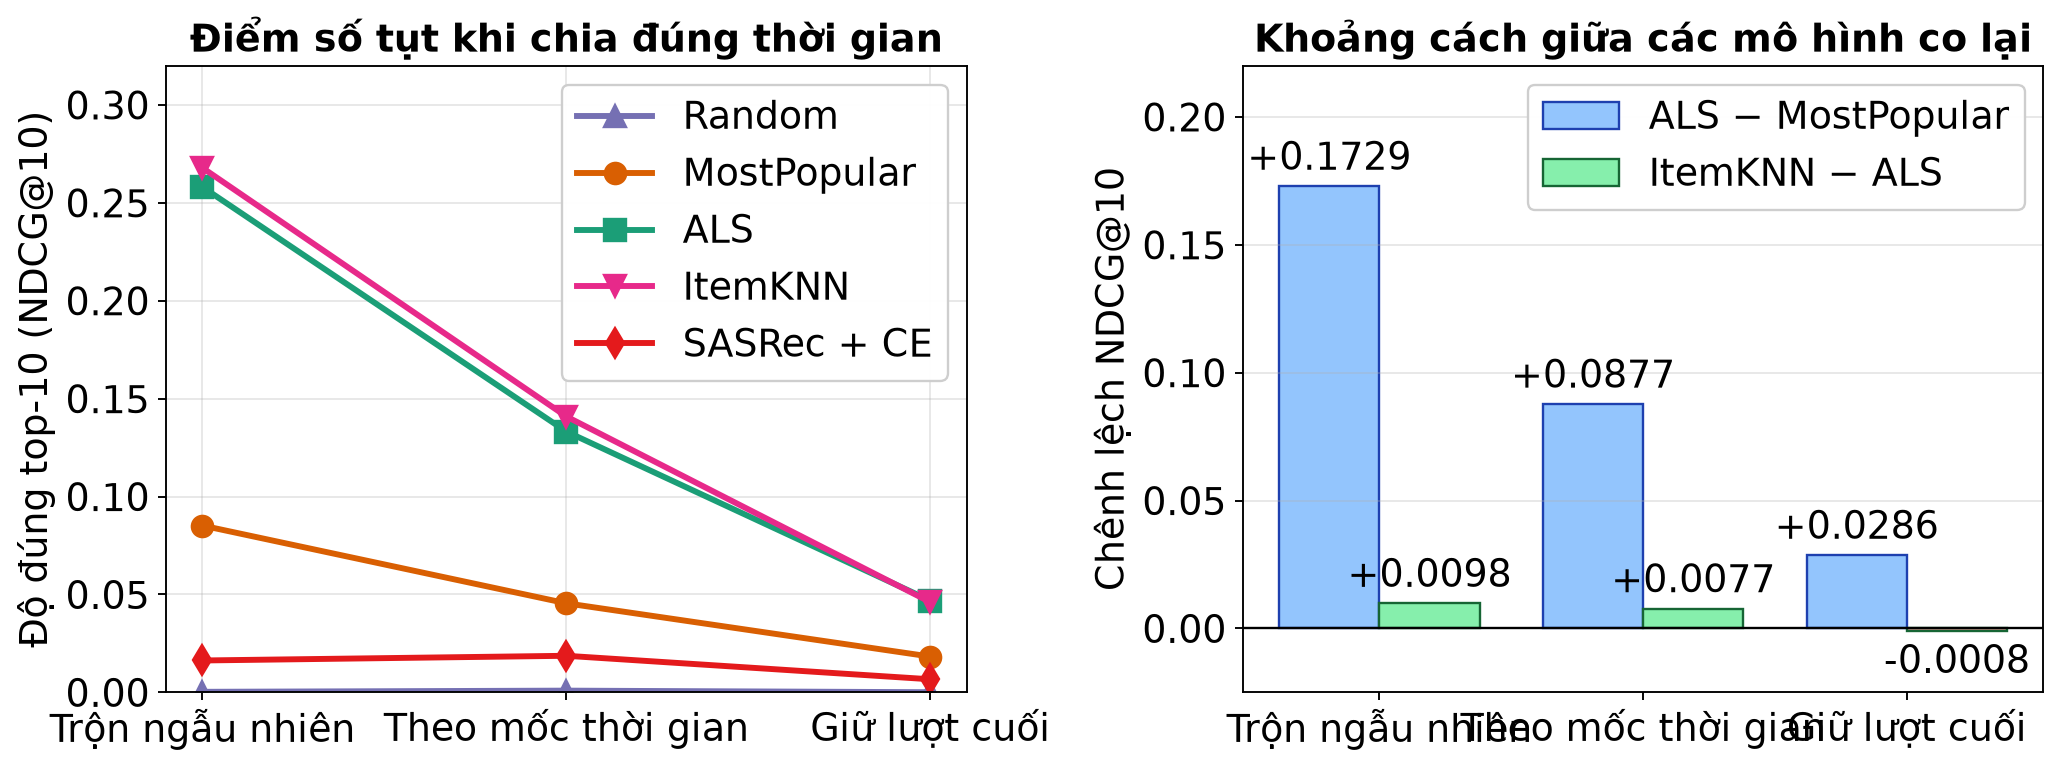 Điểm số tụt khi chia đúng thời gian
Độ đúng top-10 (NDCG@10)
0.30
0.25
0.20
0.15
0.10
0.05
0.00
Random
MostPopular
ALS
ItemKNN
SASRec + CE
Trộn ngẫu nhiên
Theo mốc thời gian
Giữ lượt cuối
Khoảng cách giữa các mô hình co lại
Chênh lệch NDCG@10
0.20
0.15
0.10
0.05
0.00
ALS − MostPopular
ItemKNN − ALS
+0.1729
+0.0098
+0.0877
+0.0077
+0.0286
-0.0008
Trộn ngẫu nhiên
Theo mốc thời gian
Giữ lượt cuối